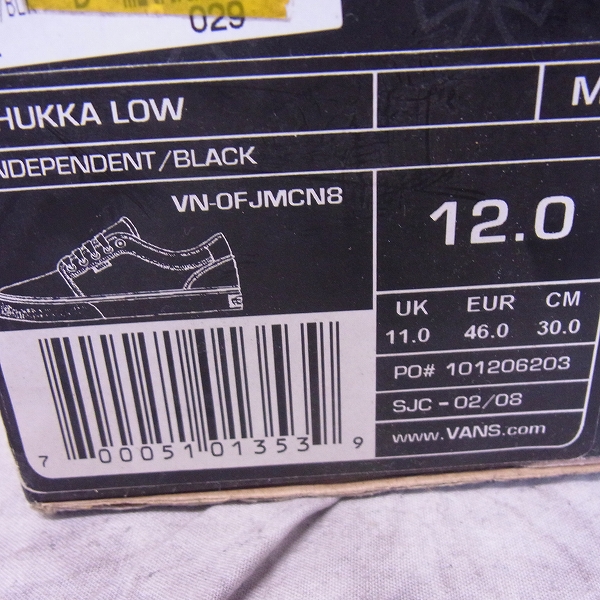 029
HUKKA LOW
M
NDEPENDENT/BLACK
VN-0FJMCN8
12.0
UK EUR CM
11.0 46.0 30.0
PO# 101206203
SJC - 02/08
www.VANS.com
7 00051 01353 9